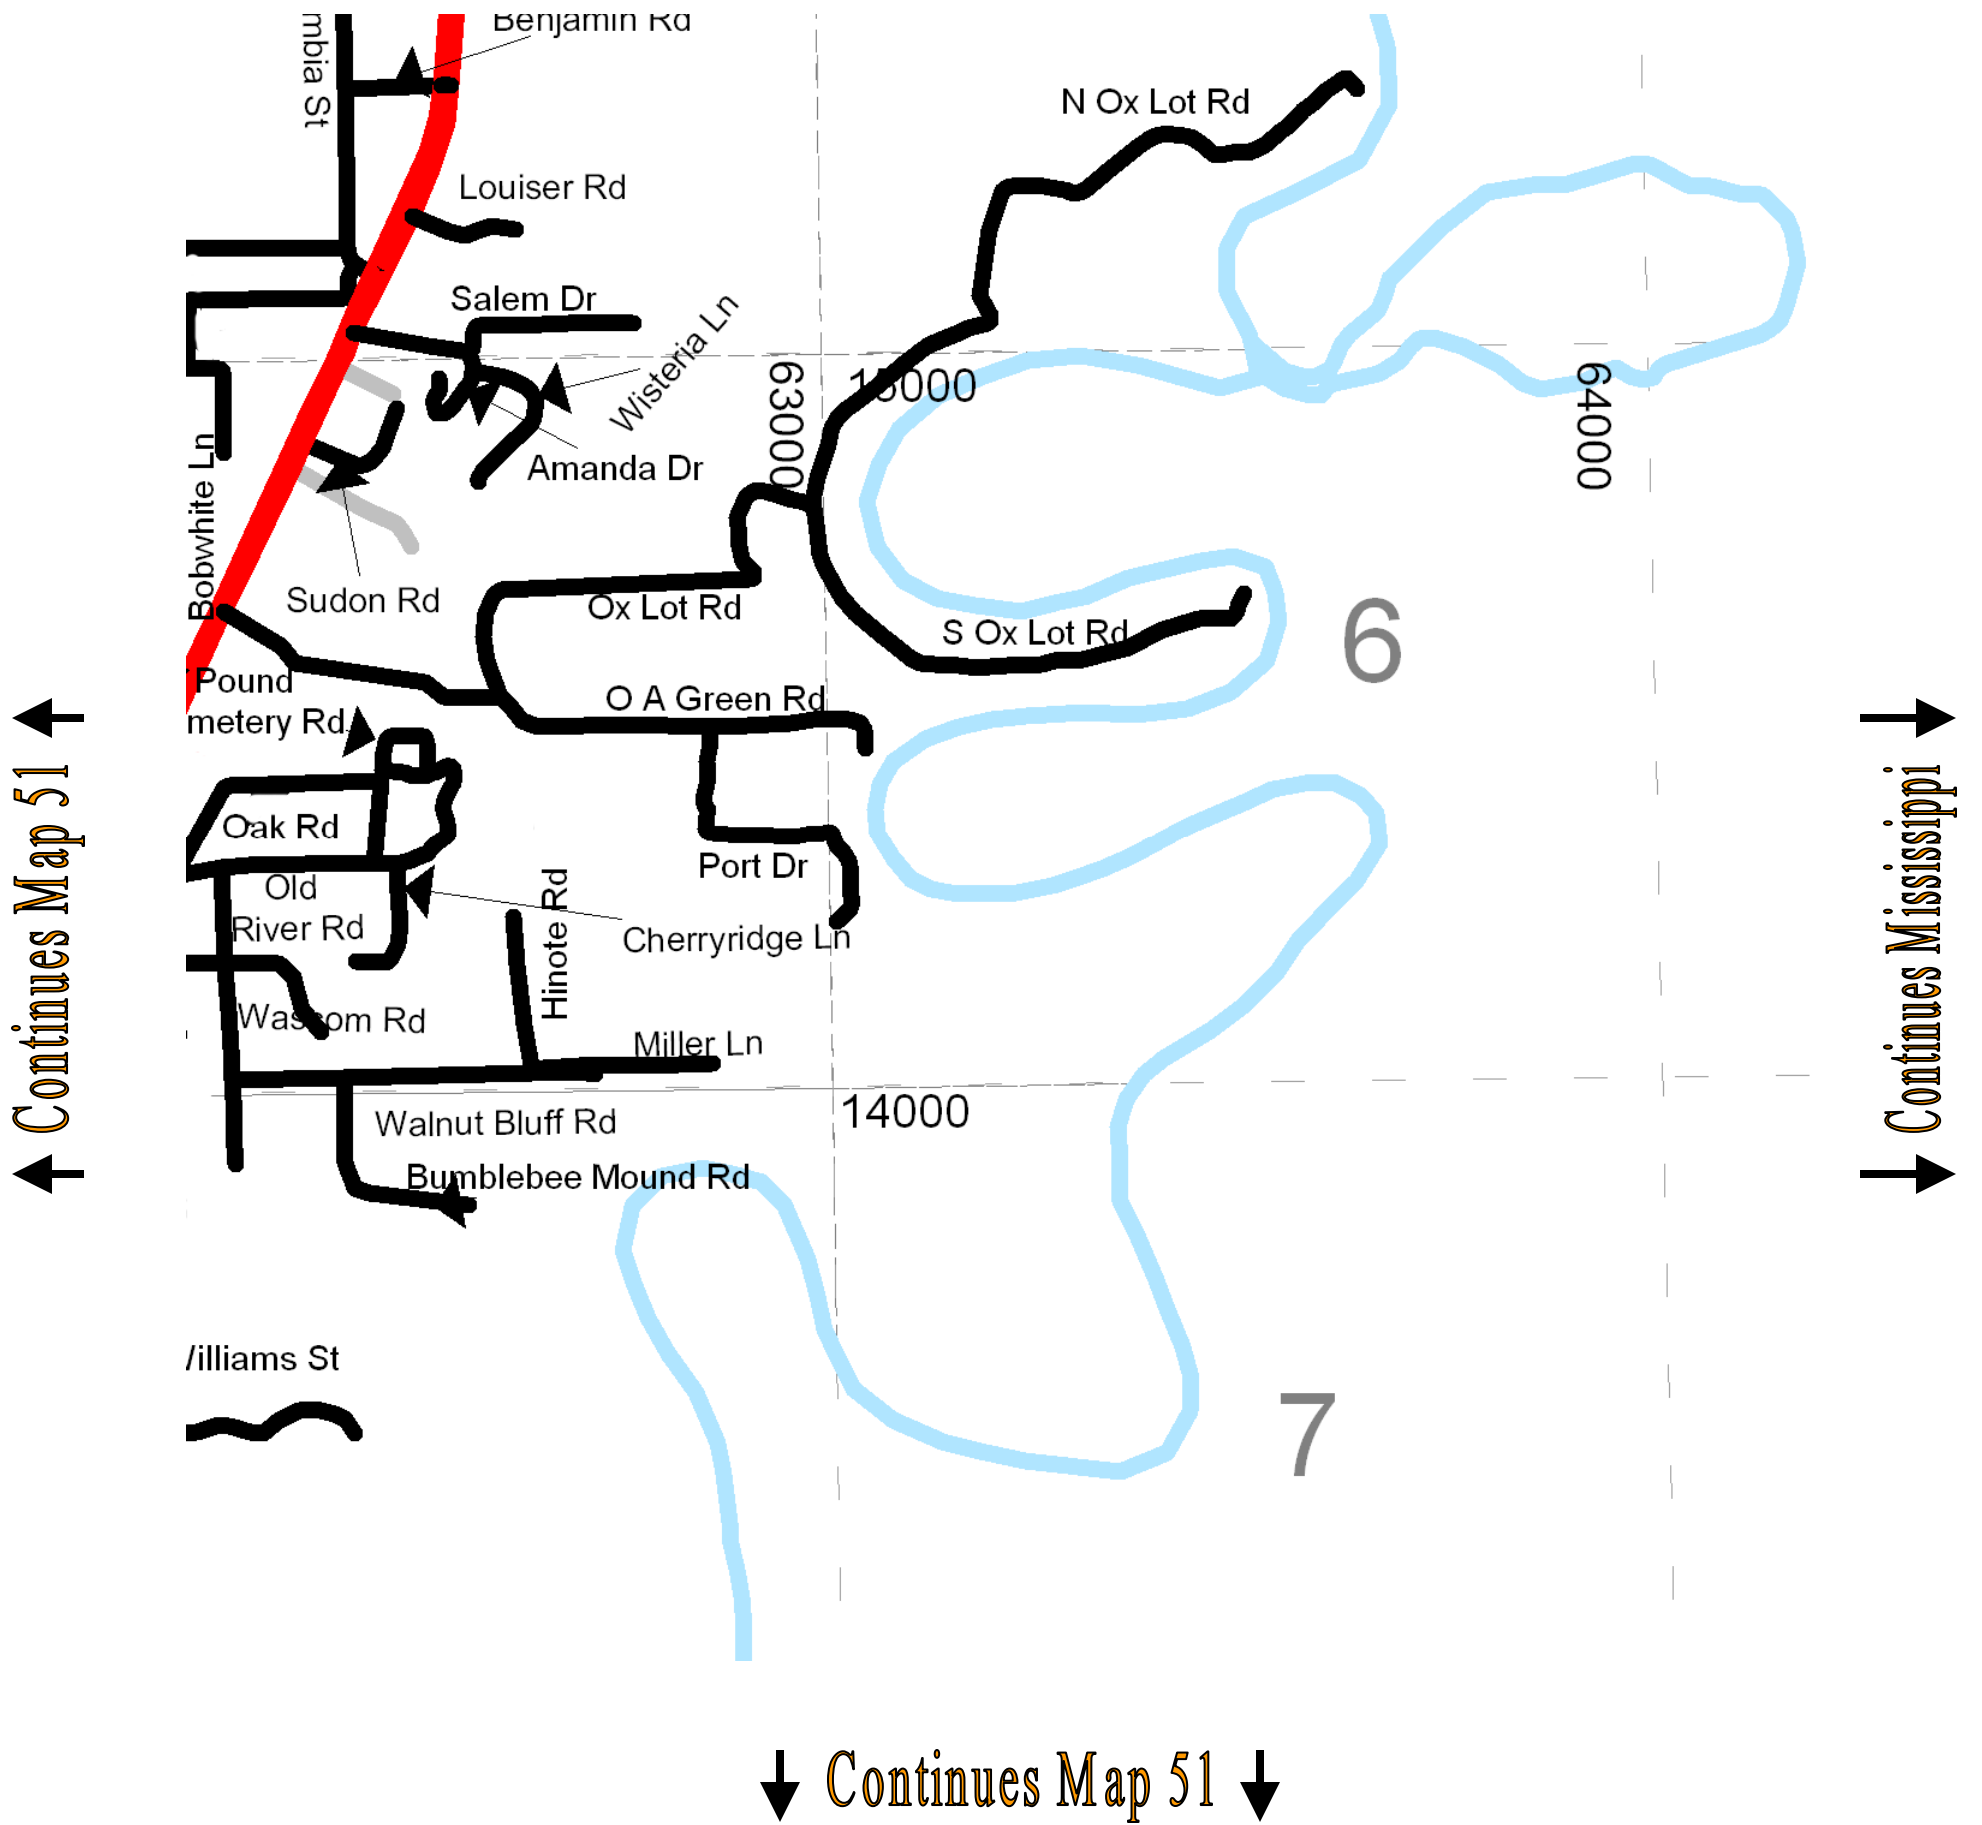 Benjamin Rd
mbia St
N Ox Lot Rd
Louiser Rd
Salem Dr
Wisteria Ln
63000
15000
64000
Amanda Dr
Bobwhite Ln
Sudon Rd
Ox Lot Rd
S Ox Lot Rd
6
Pound
metery Rd
O A Green Rd
Oak Rd
Port Dr
Old
River Rd
Hinote Rd
Cherryridge Ln
Wascom Rd
Miller Ln
14000
Walnut Bluff Rd
Bumblebee Mound Rd
illiams St
7
Continues Map 51
Continues Mississippi
Continues Map 51